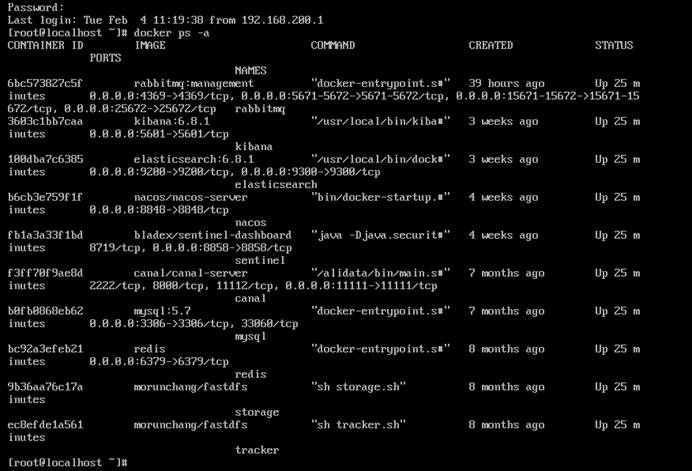 Password:
Last login: Tue Feb  4 11:19:38 from 192.168.200.1
[root@localhost ~]# docker ps -a
CONTAINER ID        IMAGE                       COMMAND                  CREATED             STATUS
             PORTS
                                    NAMES
6bc573827c5f        rabbitmq:management         "docker-entrypoint.s■"   39 hours ago        Up 25 m
inutes       0.0.0.0:4369->4369/tcp, 0.0.0.0:5671-5672->5671-5672/tcp, 0.0.0.0:15671-15672->15671-15
672/tcp, 0.0.0.0:25672->25672/tcp   rabbitmq
3603c1bb7caa        kibana:6.8.1                "/usr/local/bin/kiba■"   3 weeks ago         Up 25 m
inutes       0.0.0.0:5601->5601/tcp
                                    kibana
100dba7c6385        elasticsearch:6.8.1         "/usr/local/bin/dock■"   3 weeks ago         Up 25 m
inutes       0.0.0.0:9200->9200/tcp, 0.0.0.0:9300->9300/tcp
                                    elasticsearch
b6cb3e759f1f        nacos/nacos-server          "bin/docker-startup.■"   4 weeks ago         Up 25 m
inutes       0.0.0.0:8848->8848/tcp
                                    nacos
fb1a3a33f1bd        bladex/sentinel-dashboard   "java -Djava.securit■"   4 weeks ago         Up 25 m
inutes       8719/tcp, 0.0.0.0:8858->8858/tcp
                                    sentinel
f3ff70f9ae8d        canal/canal-server          "/alidata/bin/main.s■"   7 months ago        Up 25 m
inutes       2222/tcp, 8000/tcp, 11112/tcp, 0.0.0.0:11111->11111/tcp
                                    canal
b0fb0868eb62        mysql:5.7                   "docker-entrypoint.s■"   7 months ago        Up 25 m
inutes       0.0.0.0:3306->3306/tcp, 33060/tcp
                                    mysql
bc92a3efeb21        redis                       "docker-entrypoint.s■"   8 months ago        Up 25 m
inutes       0.0.0.0:6379->6379/tcp
                                    redis
9b36aa76c17a        morunchang/fastdfs          "sh storage.sh"          8 months ago        Up 25 m
inutes
                                    storage
ec8efde1a561        morunchang/fastdfs          "sh tracker.sh"          8 months ago        Up 25 m
inutes
                                    tracker
[root@localhost ~]#